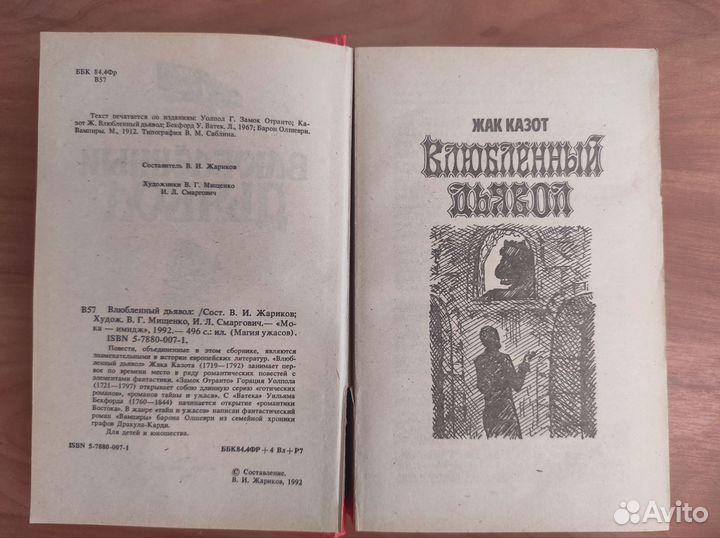 ББК 84,4Фр
В57
Текст печатается по изданиям: Уолпол Г. Замок Отранто; Ка-
зот Ж. Влюбленный дьявол; Бекфорд У. Ватек. Л., 1967; Барон Олшеври.
Вампиры. М., 1912. Типография В. М. Саблина.
Составитель В. И. Жариков
Художники В. Г. Мищенко
И. Л. Смаргович
В57 Влюбленный дьявол: /Сост. В. И. Жариков;
Худож. В. Г. Мищенко, И. Л. Смаргович.— «Мо-
ка — имидж», 1992.— 496 с.: ил. (Магия ужасов).
ISBN 5-7880-007-1.
Повести, объединенные в этом сборнике, являются
знаменательными в истории европейских литератур. «Влюб-
ленный дьявол» Жака Казота (1719—1792) занимает пер-
вое по времени место в ряду романтических повестей с
элементами фантастики. «Замок Отранто» Горация Уолпола
(1721—1797) открывает собою длинную серию «готических
романов», «романов тайны и ужаса». С «Ватека» Уильяма
Бекфорда (1760—1844) начинается открытие «романтики
Востока». В жанре «тайн и ужасов» написан фантастический
роман «Вампиры» барона Олшеври из семейной хроники
графов Дракула-Карди.
Для детей и юношества.
ISBN 5-7880-007-1
ББК84.4ФР+4 Вл+Р7
© Составление.
В. И. Жариков, 1992
ЖАК КАЗОТ
ВЛЮБЛЕННЫЙ
ДЬЯВОЛ
Avito